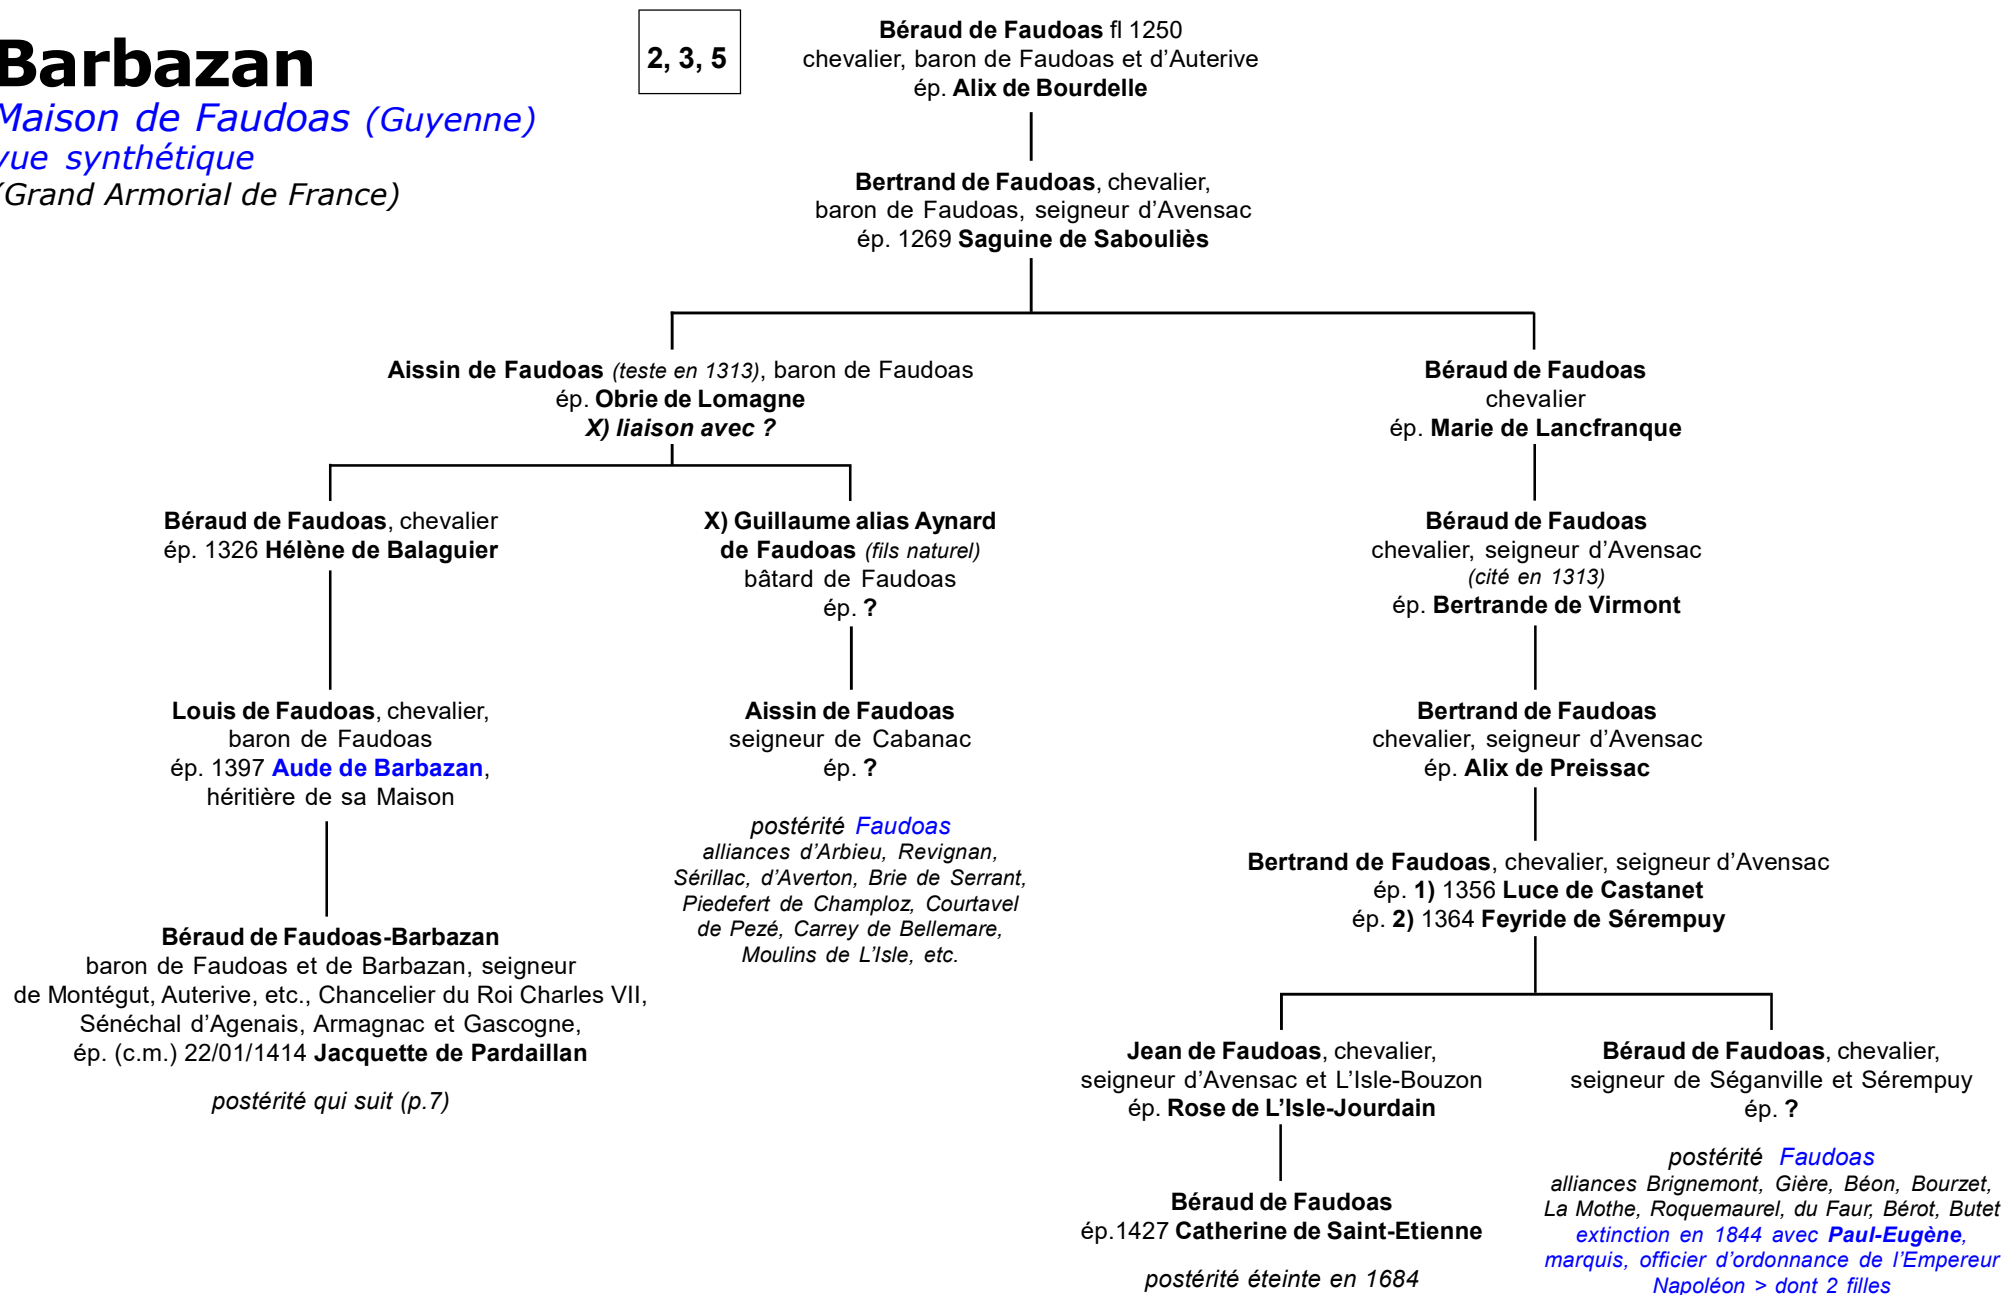 Barbazan
Maison de Faudoas (Guyenne)
vue synthétique
(Grand Armorial de France)
2, 3, 5
Béraud de Faudoas fl 1250
chevalier, baron de Faudoas et d'Auterive
ép. Alix de Bourdelle
Bertrand de Faudoas, chevalier,
baron de Faudoas, seigneur d'Avensac
ép. 1269 Saguine de Sabouliès
Aissin de Faudoas (teste en 1313), baron de Faudoas
ép. Obrie de Lomagne
X) liaison avec ?
Béraud de Faudoas
chevalier
ép. Marie de Lancfranque
Béraud de Faudoas, chevalier
ép. 1326 Hélène de Balaguier
X) Guillaume alias Aynard
de Faudoas (fils naturel)
bâtard de Faudoas
ép. ?
Béraud de Faudoas
chevalier, seigneur d'Avensac
(cité en 1313)
ép. Bertrande de Virmont
Louis de Faudoas, chevalier,
baron de Faudoas
ép. 1397 Aude de Barbazan,
héritière de sa Maison
Aissin de Faudoas
seigneur de Cabanac
ép. ?
postérité Faudoas
alliances d'Arbieu, Revignan,
Sérillac, d'Averton, Brie de Serrant,
Piedefert de Champloz, Courtavel
de Pezé, Carrey de Bellemare,
Moulins de L'Isle, etc.
Bertrand de Faudoas
chevalier, seigneur d'Avensac
ép. Alix de Preissac
Bertrand de Faudoas, chevalier, seigneur d'Avensac
ép. 1) 1356 Luce de Castanet
ép. 2) 1364 Feyride de Sérempuy
Béraud de Faudoas-Barbazan
baron de Faudoas et de Barbazan, seigneur
de Montégut, Auterive, etc., Chancelier du Roi Charles VII,
Sénéchal d'Agenais, Armagnac et Gascogne,
ép. (c.m.) 22/01/1414 Jacquette de Pardaillan
postérité qui suit (p.7)
Jean de Faudoas, chevalier,
seigneur d'Avensac et L'Isle-Bouzon
ép. Rose de L'Isle-Jourdain
Béraud de Faudoas
ép.1427 Catherine de Saint-Etienne
postérité éteinte en 1684
Béraud de Faudoas, chevalier,
seigneur de Séganville et Sérempuy
ép. ?
postérité Faudoas
alliances Brignemont, Gière, Béon, Bourzet,
La Mothe, Roquemaurel, du Faur, Bérot, Butet
extinction en 1844 avec Paul-Eugène,
marquis, officier d'ordonnance de l'Empereur
Napoléon > dont 2 filles